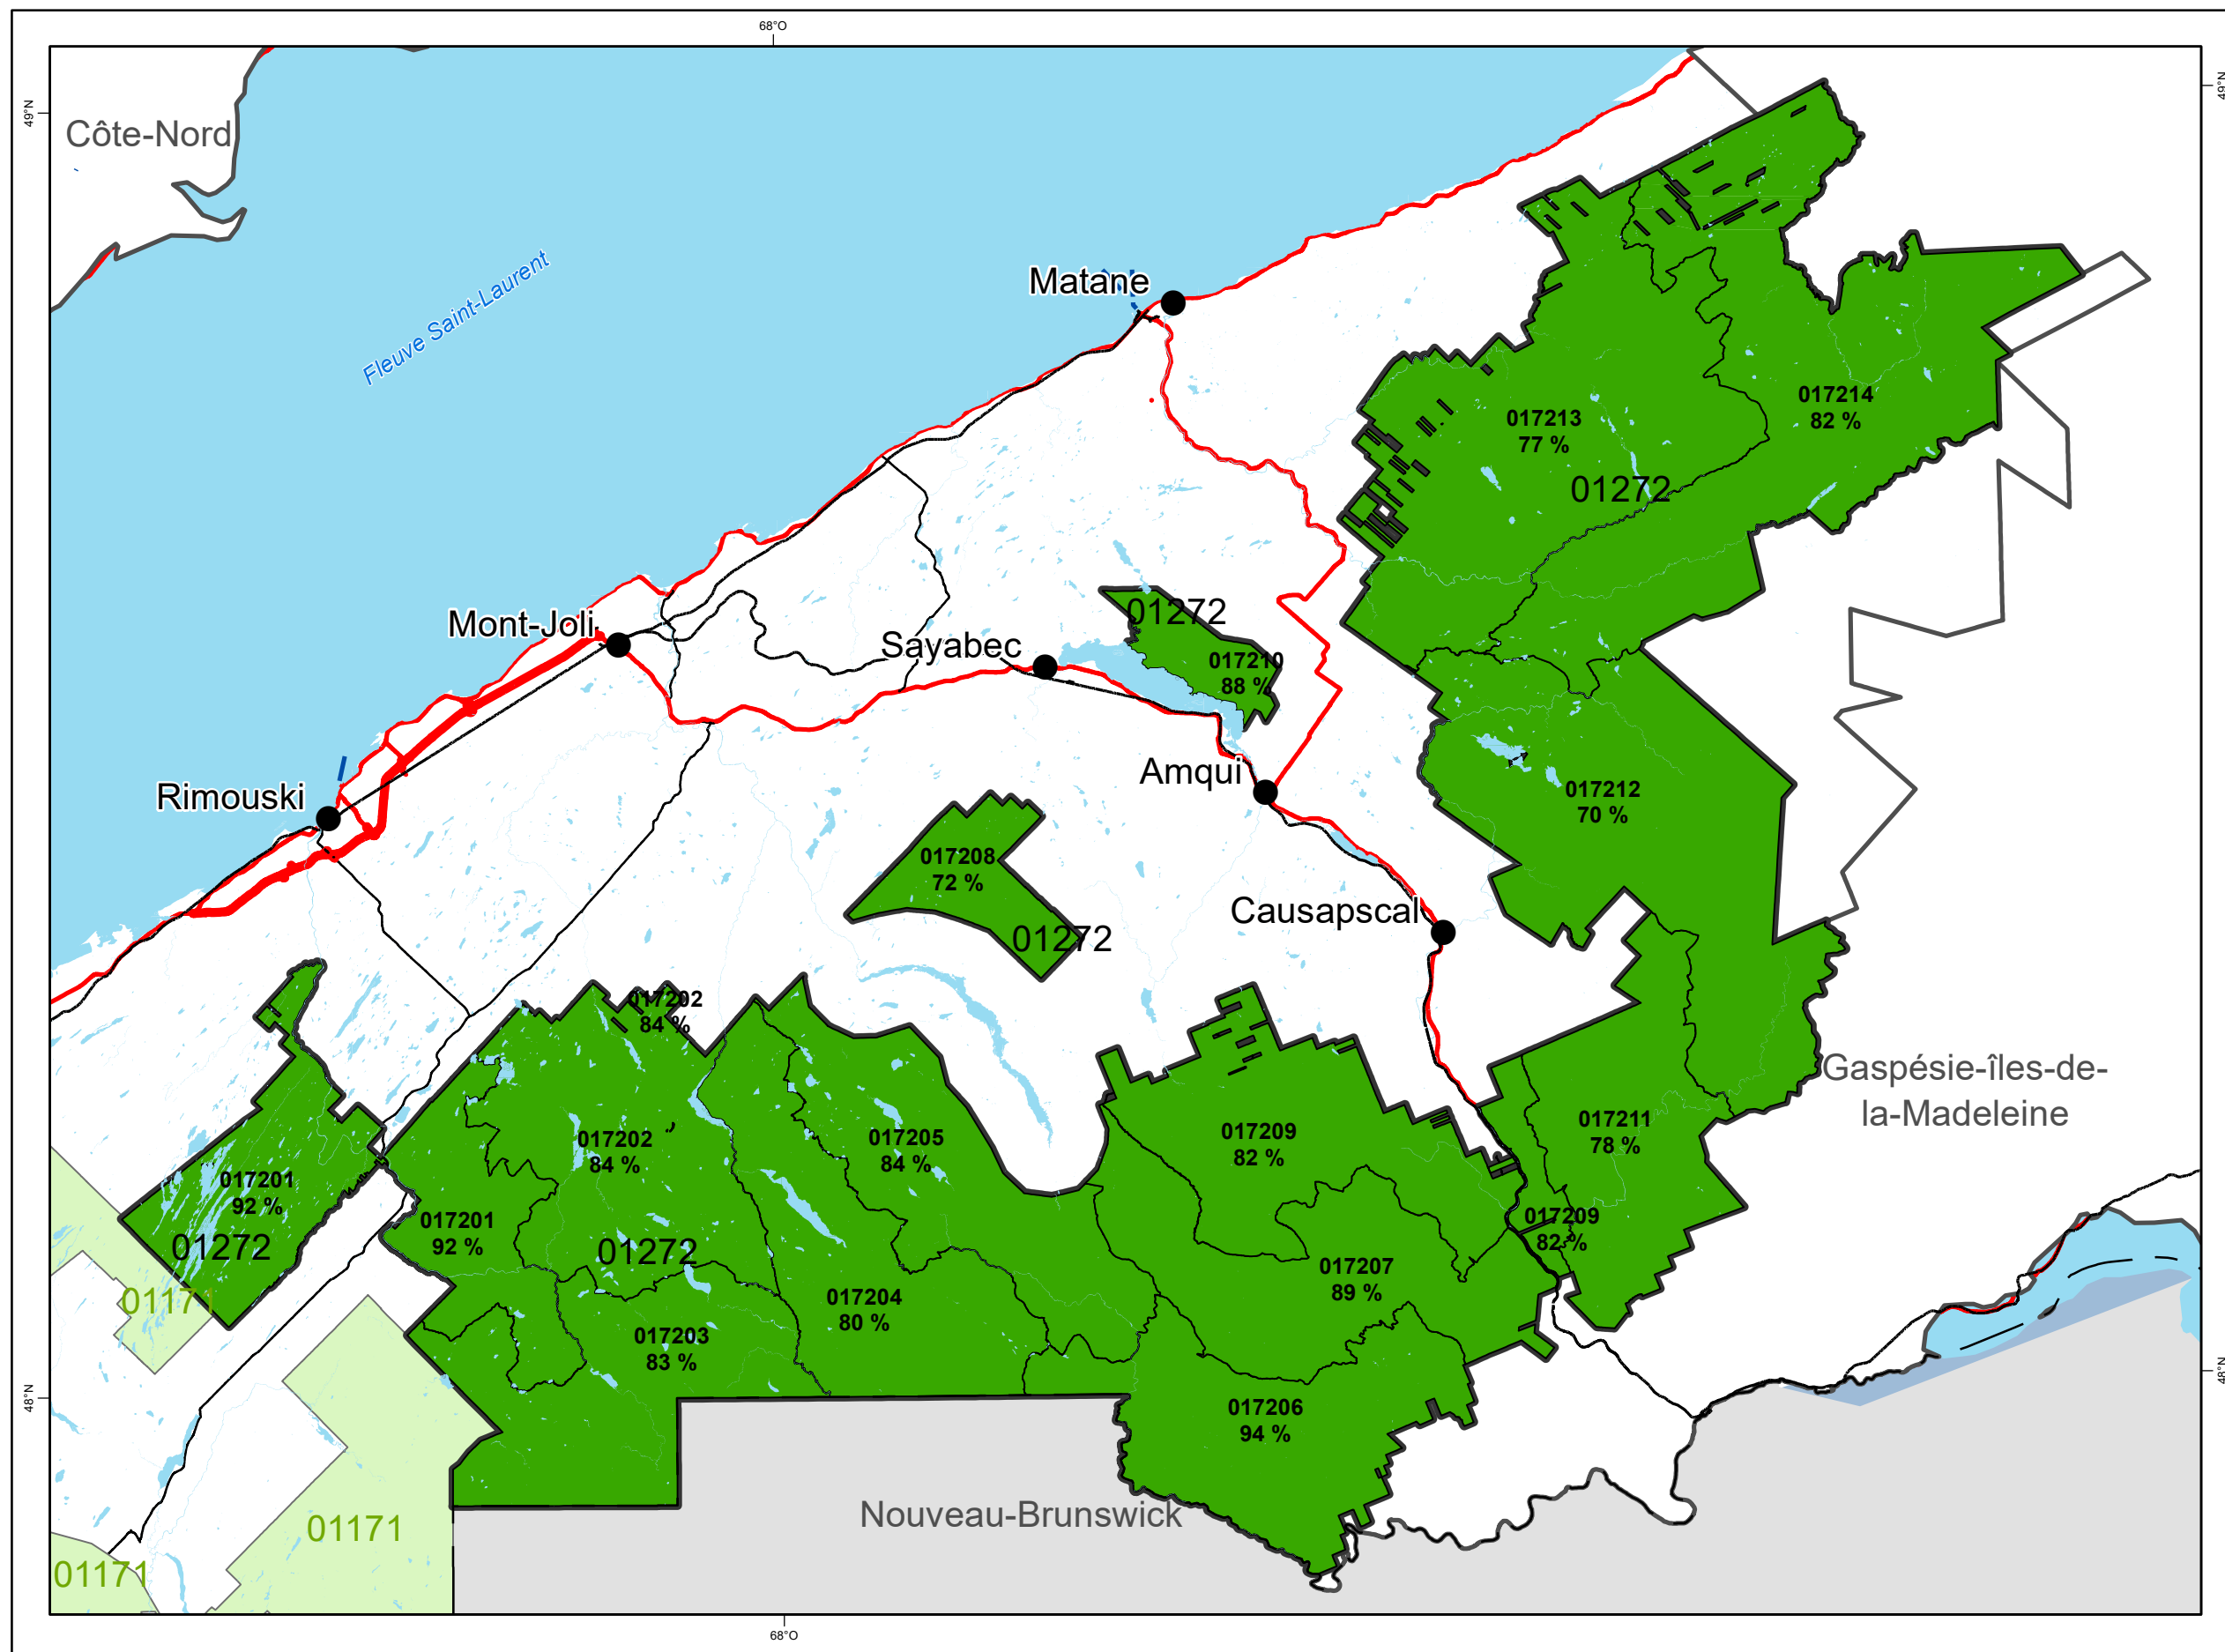 68°O
49°N
49°N
Côte-Nord
Fleuve Saint-Laurent
Matane
017214
82 %
017213
77 %
01272
01272
Mont-Joli
Sayabec
017210
88 %
Amqui
017212
70 %
Rimouski
017208
72 %
Causapscal
01272
017202
84 %
Gaspésie-îles-de-
la-Madeleine
017211
78 %
017209
82 %
017205
84 %
017202
84 %
017201
92 %
01272
017201
92 %
01272
017209
82 %
017207
89 %
01171
017204
80 %
017203
83 %
48°N
48°N
017206
94 %
Nouveau-Brunswick
01171
01171
68°O